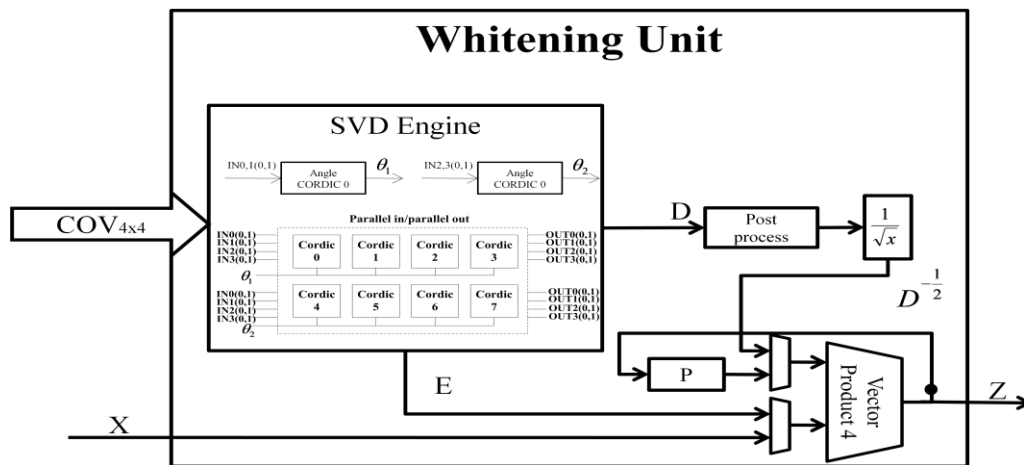 Whitening Unit
SVD Engine
IN0,1(0,1)
Angle
CORDIC 0
θ1
IN2,3(0,1)
Angle
CORDIC 0
θ2
Parallel in/parallel out
IN0(0,1)
IN1(0,1)
IN2(0,1)
IN3(0,1)
θ1
Cordic
0
Cordic
1
Cordic
2
Cordic
3
OUT0(0,1)
OUT1(0,1)
OUT2(0,1)
OUT3(0,1)
IN0(0,1)
IN1(0,1)
IN2(0,1)
IN3(0,1)
θ2
Cordic
4
Cordic
5
Cordic
6
Cordic
7
OUT0(0,1)
OUT1(0,1)
OUT2(0,1)
OUT3(0,1)
COV4x4
D
Post
process
1/√x
D^-1/2
P
E
X
Vector
Product 4
Z